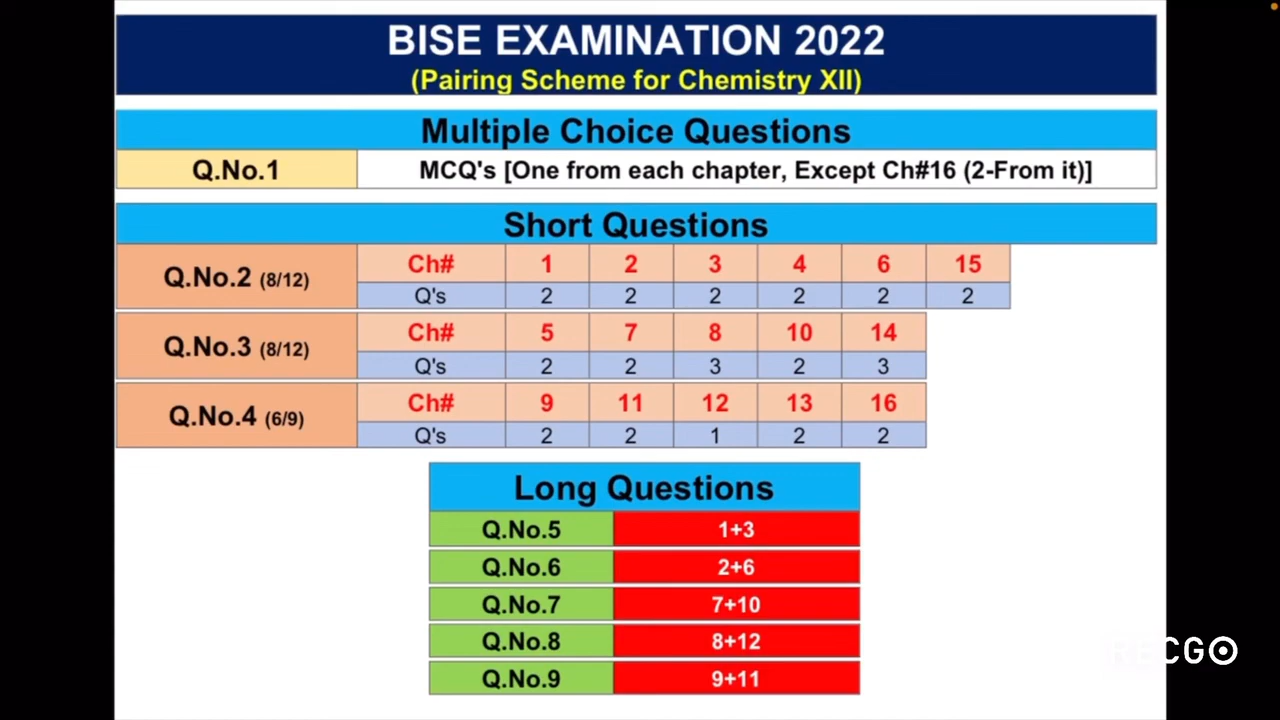 BISE EXAMINATION 2022
(Pairing Scheme for Chemistry XII)
Multiple Choice Questions
Q.No.1 MCQ's [One from each chapter, Except Ch#16 (2-From it)]
Short Questions
Q.No.2 (8/12)
Ch# 1 2 3 4 6 15
Q's 2 2 2 2 2 2
Q.No.3 (8/12)
Ch# 5 7 8 10 14
Q's 2 2 3 2 3
Q.No.4 (6/9)
Ch# 9 11 12 13 16
Q's 2 2 1 2 2
Long Questions
Q.No.5 1+3
Q.No.6 2+6
Q.No.7 7+10
Q.No.8 8+12
Q.No.9 9+11
RECGO